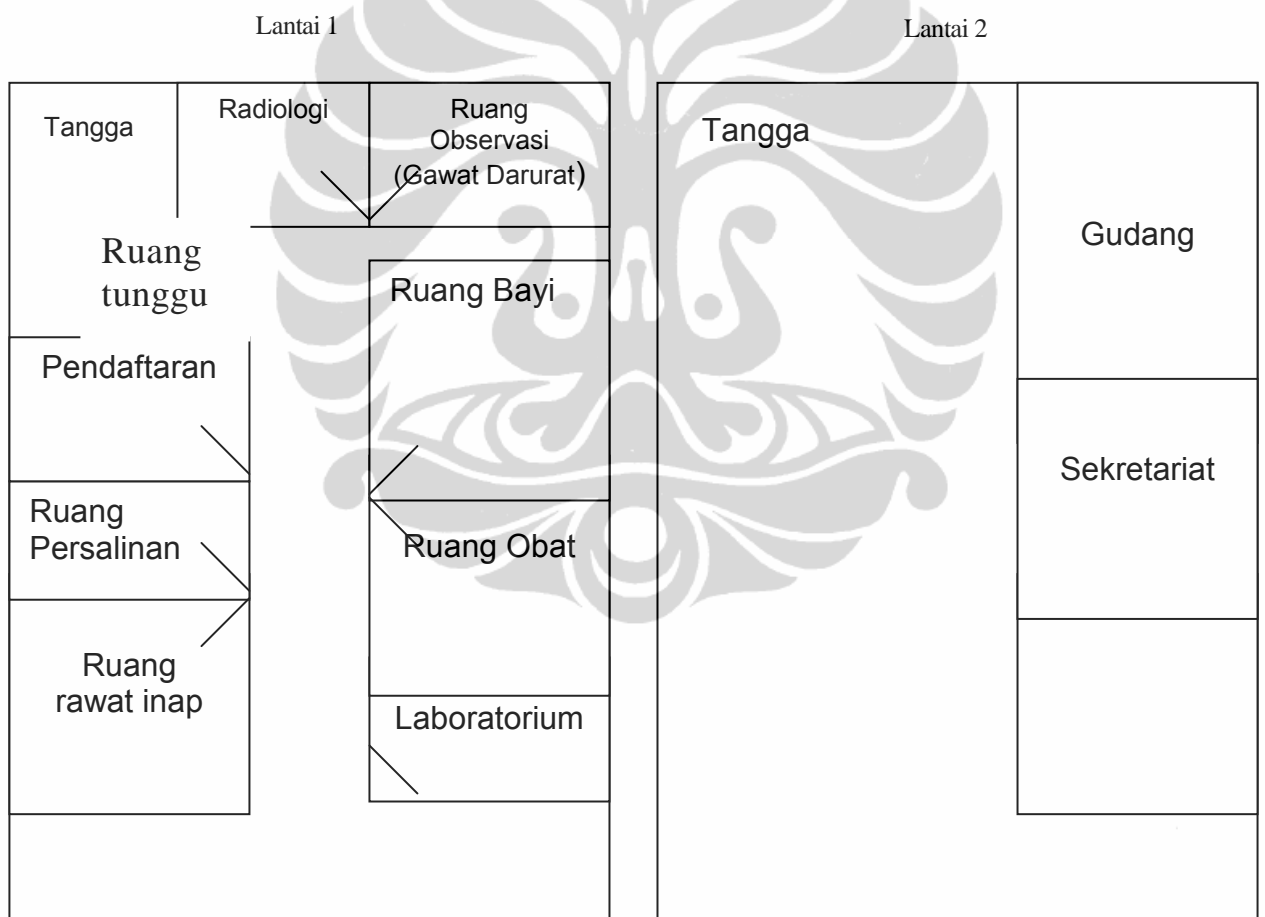 Lantai 1
Lantai 2
Tangga
Radiologi
Ruang
Observasi
(Gawat Darurat)
Ruang
tunggu
Ruang Bayi
Pendaftaran
Ruang
Persalinan
Ruang Obat
Ruang
rawat inap
Laboratorium
Tangga
Gudang
Sekretariat